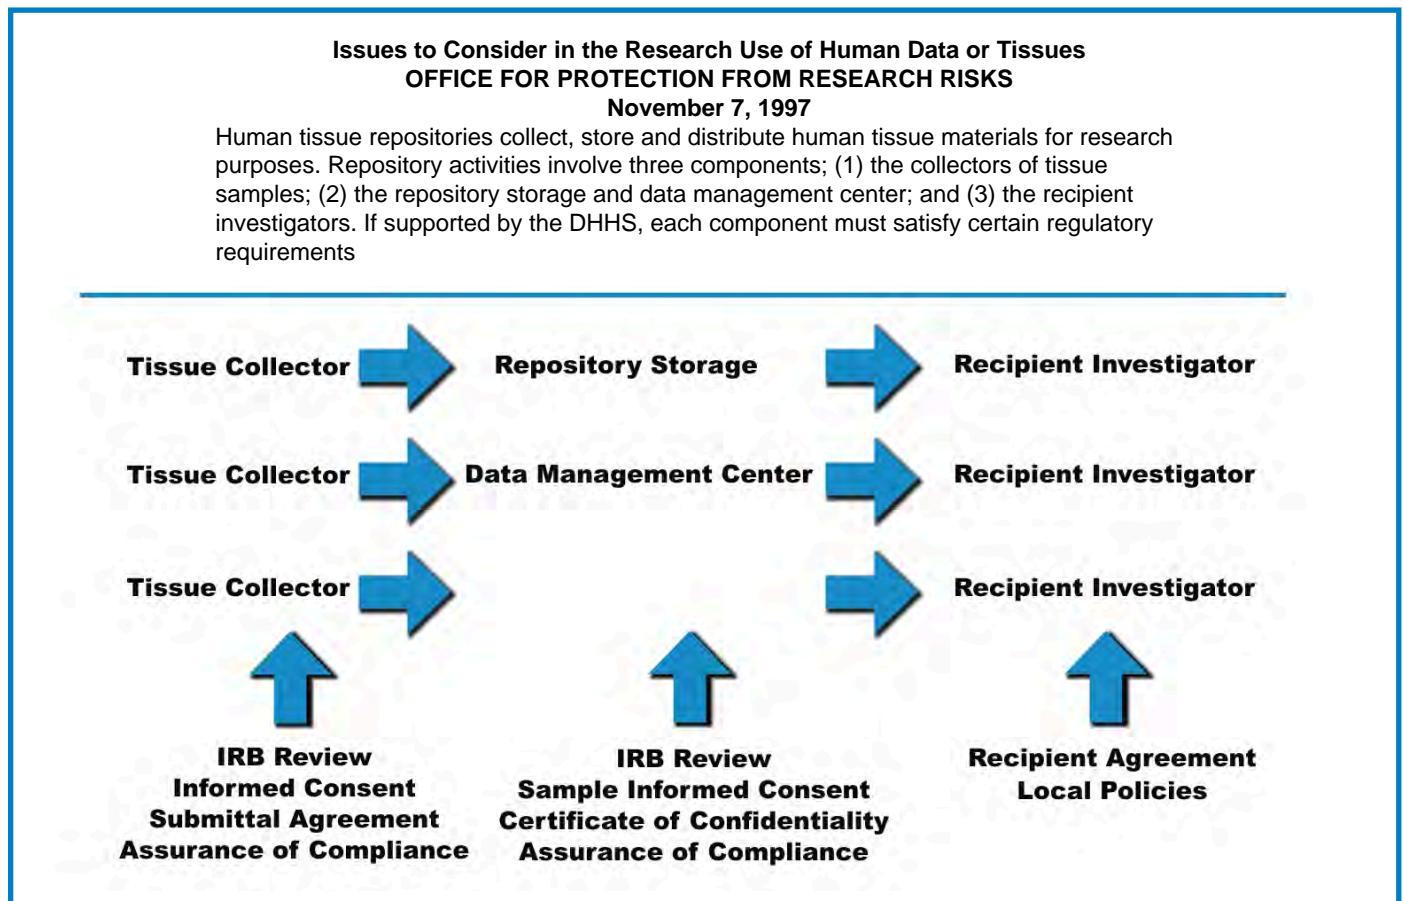 Issues to Consider in the Research Use of Human Data or Tissues
OFFICE FOR PROTECTION FROM RESEARCH RISKS
November 7, 1997
Human tissue repositories collect, store and distribute human tissue materials for research
purposes. Repository activities involve three components; (1) the collectors of tissue
samples; (2) the repository storage and data management center; and (3) the recipient
investigators. If supported by the DHHS, each component must satisfy certain regulatory
requirements
Tissue Collector
Repository Storage
Recipient Investigator
Tissue Collector
Data Management Center
Recipient Investigator
Tissue Collector
Recipient Investigator
IRB Review
Informed Consent
Submittal Agreement
Assurance of Compliance
IRB Review
Sample Informed Consent
Certificate of Confidentiality
Assurance of Compliance
Recipient Agreement
Local Policies